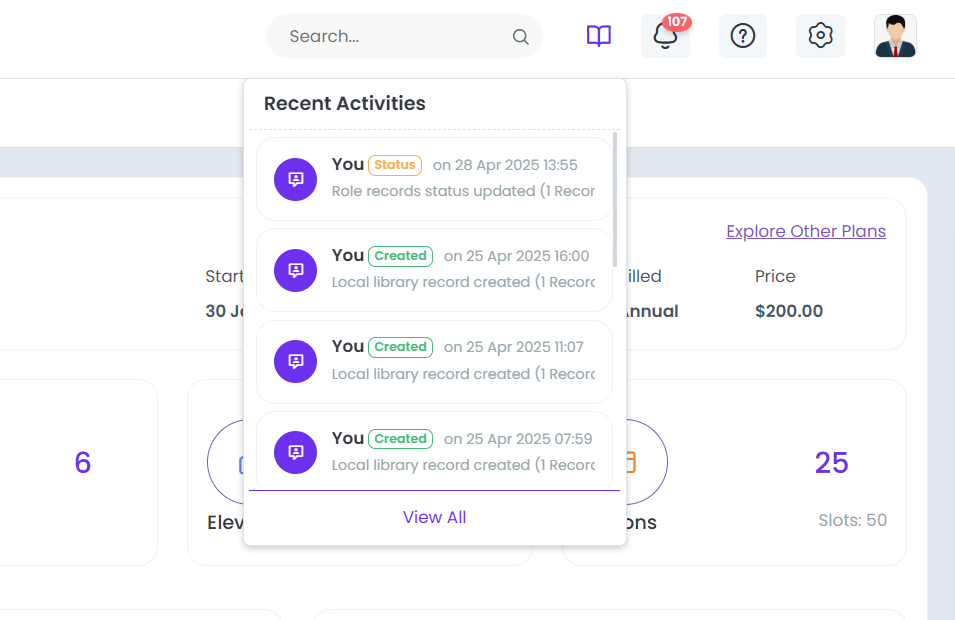 Search...
107
Recent Activities
You Status on 28 Apr 2025 13:55
Role records status updated (1 Recor
You Created on 25 Apr 2025 16:00
Local library record created (1 Recorc
You Created on 25 Apr 2025 11:07
Local library record created (1 Recorc
You Created on 25 Apr 2025 07:59
Local library record created (1 Recorc
View All
Explore Other Plans
Start
illed
Price
30 J
Annual
$200.00
6
25
Elev
ons
Slots: 50